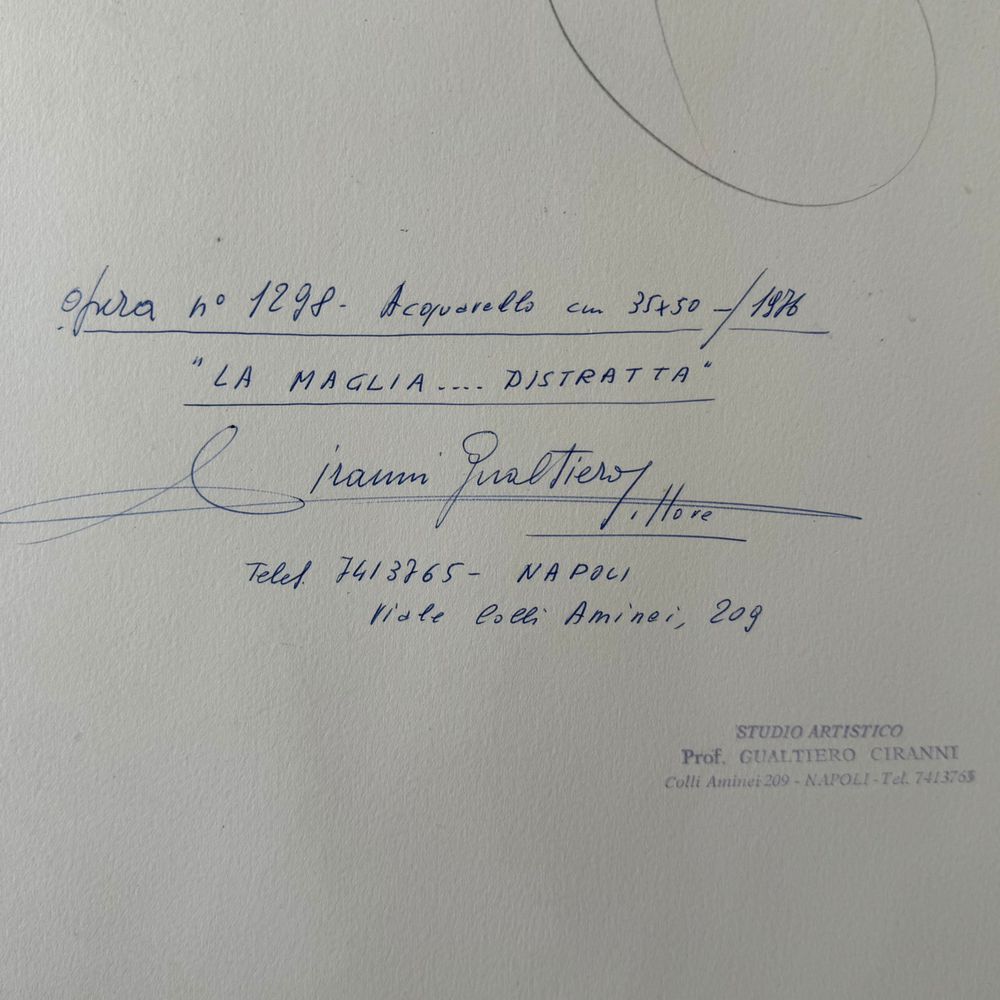 Opera n° 1298 - Acquarello cm 35x50 - / 1976
"LA MAGLIA.... DISTRATTA"
Ciranni Gualtiero
Pittore
Telef. 7413765 - NAPOLI
Viale Colli Aminei, 209
STUDIO ARTISTICO
Prof. GUALTIERO CIRANNI
Colli Aminei 209 - NAPOLI - Tel. 7413765